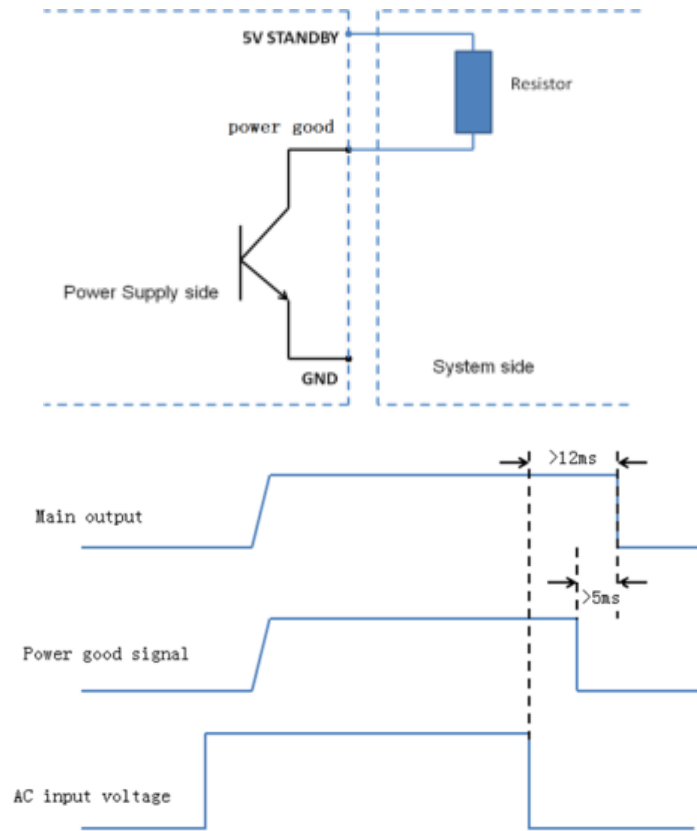 5V STANDBY
Resistor
power good
Power Supply side
GND
System side
>12ms
Main output
>5ms
Power good signal
AC input voltage